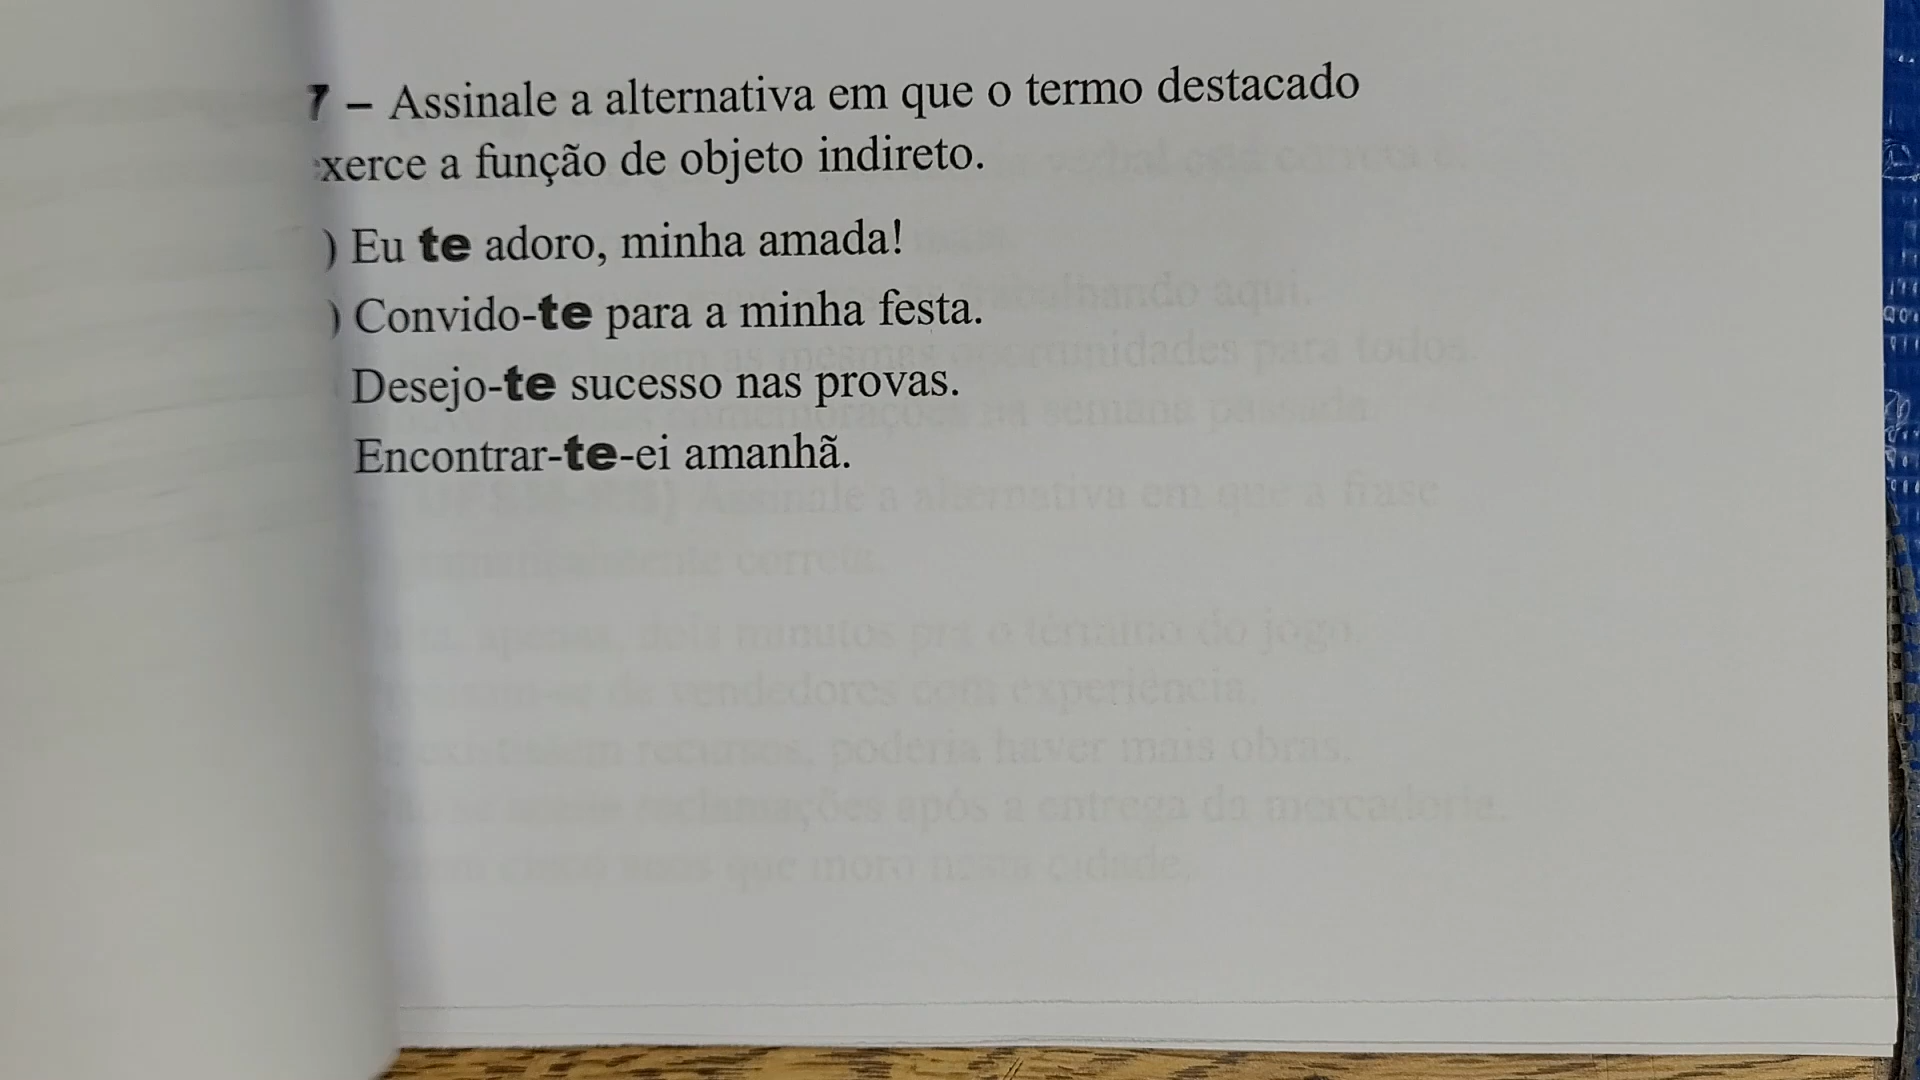 7 – Assinale a alternativa em que o termo destacado
xerce a função de objeto indireto.
) Eu te adoro, minha amada!
) Convido-te para a minha festa.
Desejo-te sucesso nas provas.
Encontrar-te-ei amanhã.